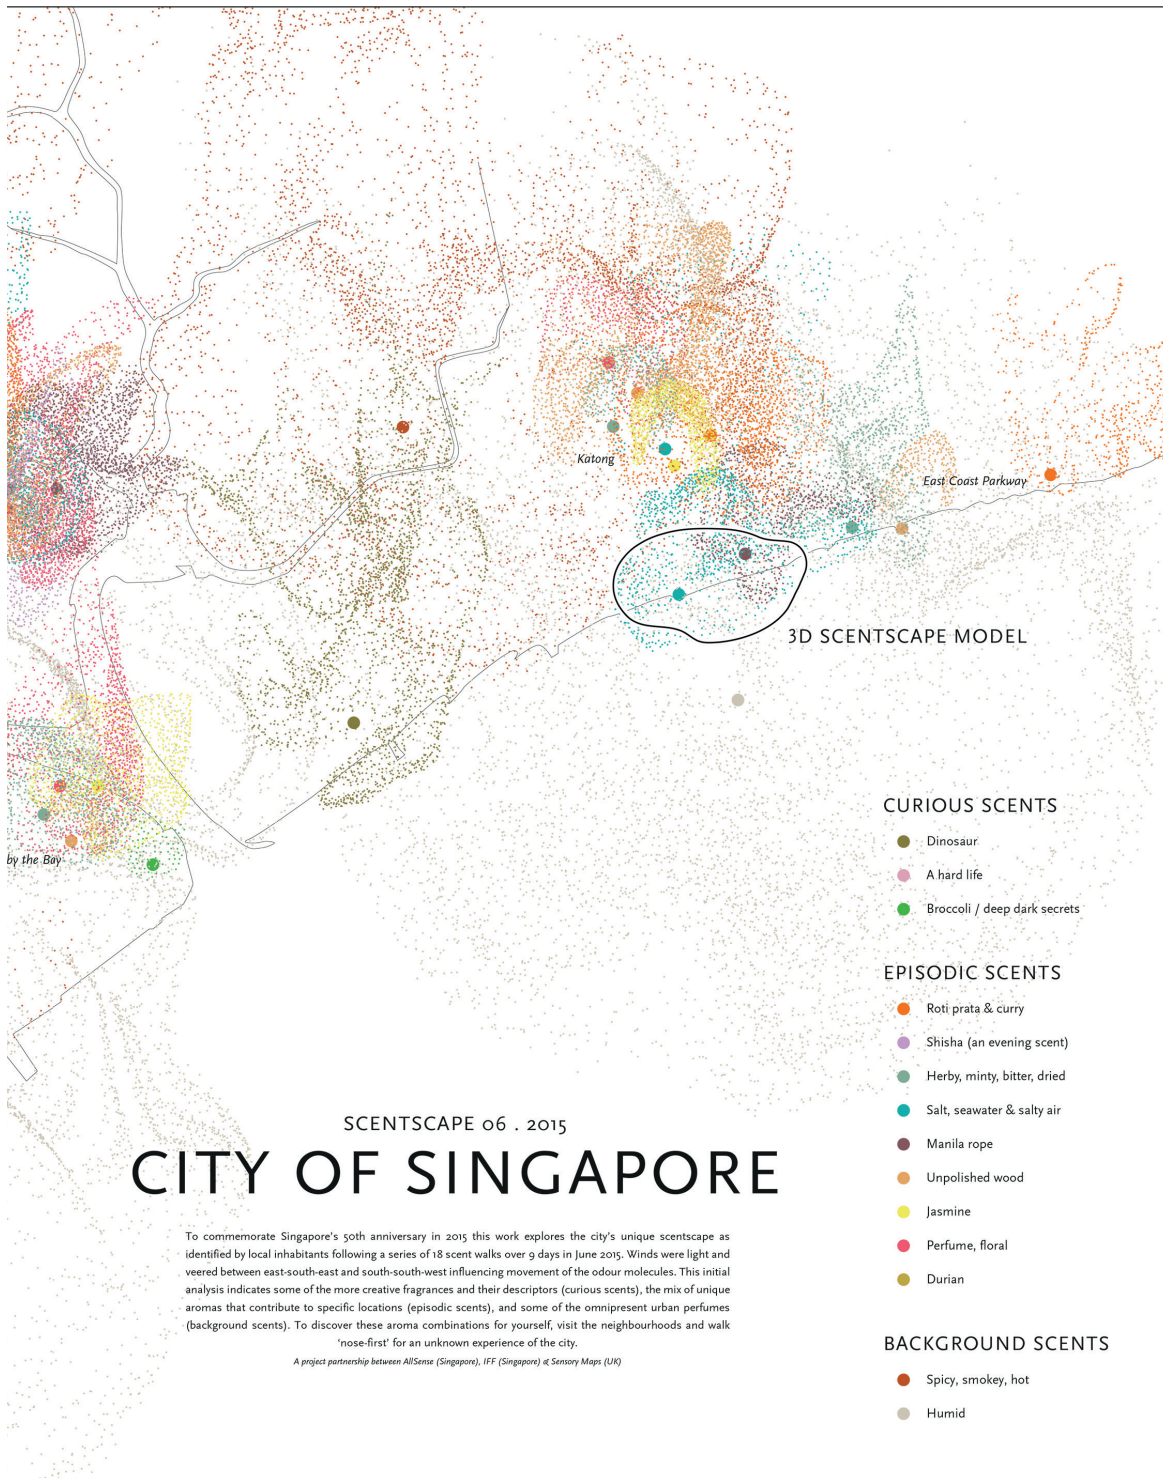 Katong
East Coast Parkway
3D SCENTSCAPE MODEL
by the Bay
CURIOUS SCENTS
Dinosaur
A hard life
Broccoli / deep dark secrets
EPISODIC SCENTS
Roti prata & curry
Shisha (an evening scent)
Herby, minty, bitter, dried
Salt, seawater & salty air
Manila rope
Unpolished wood
Jasmine
Perfume, floral
Durian
BACKGROUND SCENTS
Spicy, smokey, hot
Humid
SCENTSCAPE 06 . 2015
CITY OF SINGAPORE
To commemorate Singapore's 50th anniversary in 2015 this work explores the city's unique scentscape as
identified by local inhabitants following a series of 18 scent walks over 9 days in June 2015. Winds were light and
veered between east-south-east and south-south-west influencing movement of the odour molecules. This initial
analysis indicates some of the more creative fragrances and their descriptors (curious scents), the mix of unique
aromas that contribute to specific locations (episodic scents), and some of the omnipresent urban perfumes
(background scents). To discover these aroma combinations for yourself, visit the neighbourhoods and walk
'nose-first' for an unknown experience of the city.
A project partnership between AllSense (Singapore), IFF (Singapore) & Sensory Maps (UK)